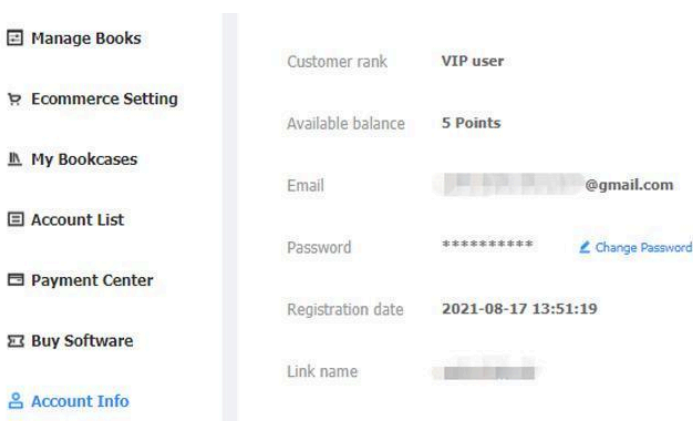 Manage Books
Ecommerce Setting
My Bookcases
Account List
Payment Center
Buy Software
Account Info
Customer rank VIP user
Available balance 5 Points
Email @gmail.com
Password ********** Change Password
Registration date 2021-08-17 13:51:19
Link name